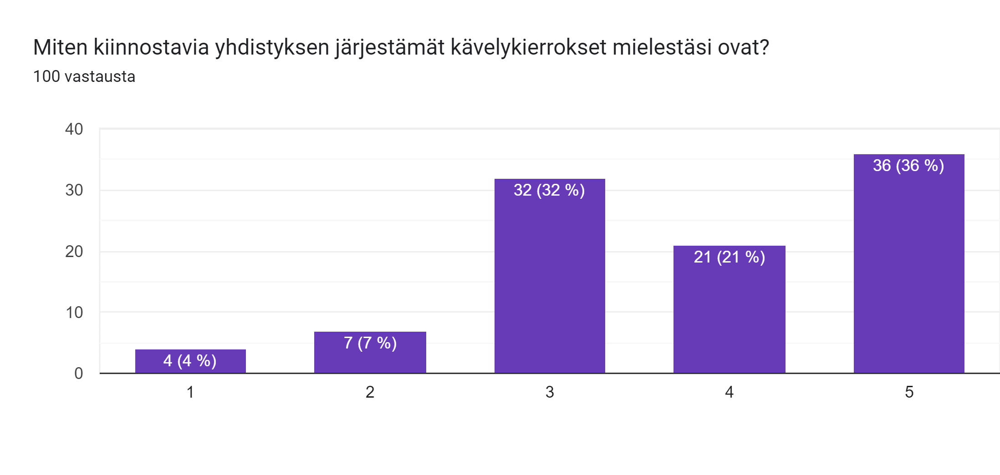 Miten kiinnostavia yhdistyksen järjestämät kävelykierrokset mielestäsi ovat?
100 vastausta
40
30
20
10
0
4 (4 %)
7 (7 %)
32 (32 %)
21 (21 %)
36 (36 %)
1
2
3
4
5